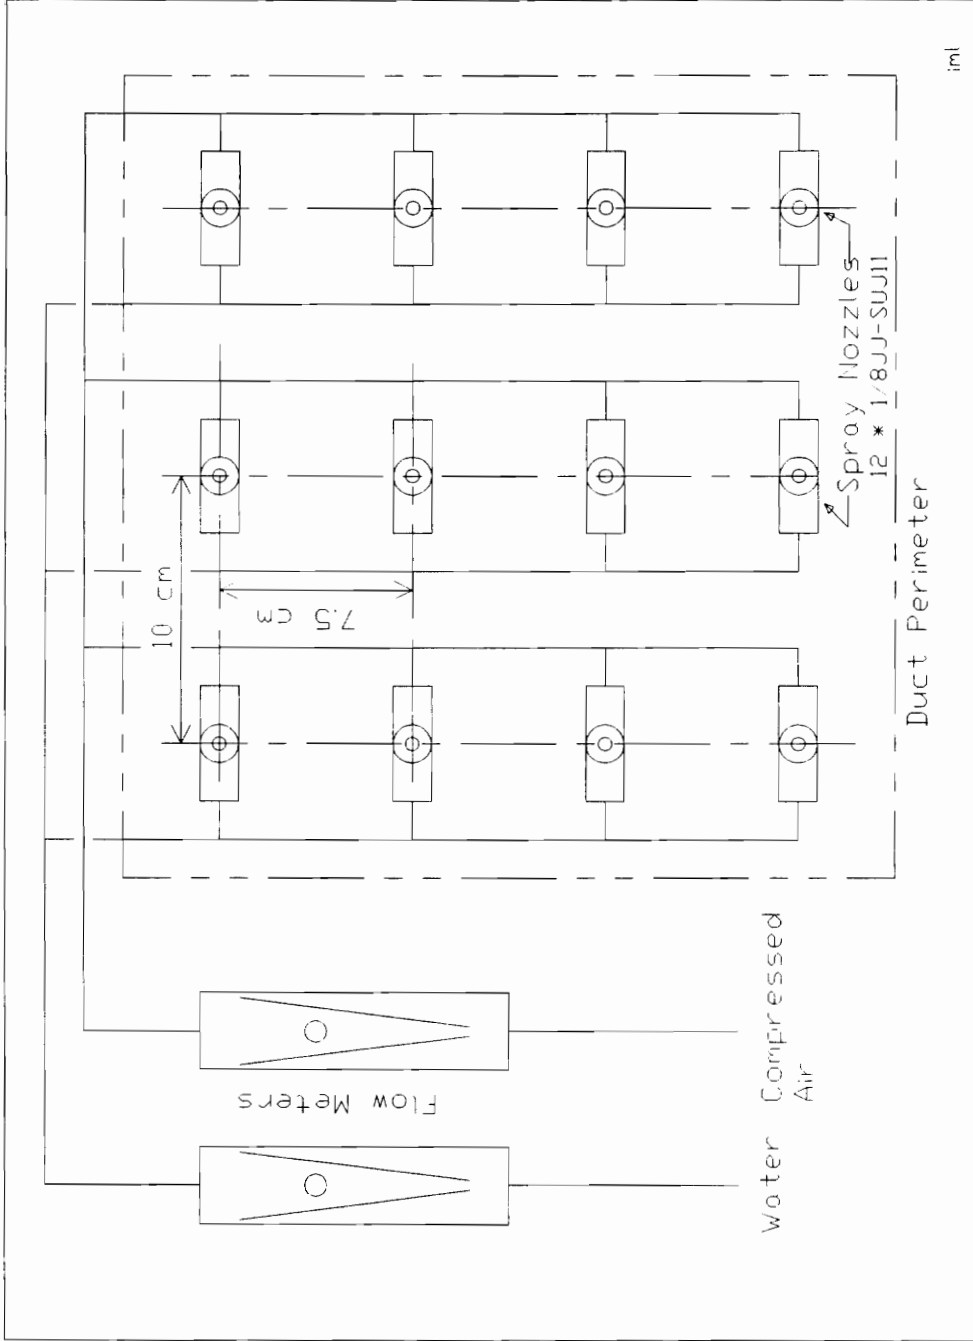 10 cm
7.5 cm
Spray Nozzles
12 * 1/8JJ-SUJ11
Duct Perimeter
Flow Meters
Water
Compressed
Air
iml